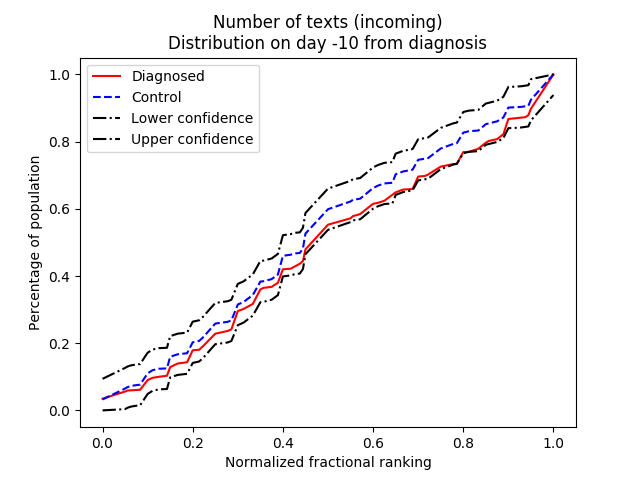 Number of texts (incoming)
Distribution on day -10 from diagnosis
Diagnosed
Control
Lower confidence
Upper confidence
Percentage of population
1.0
0.8
0.6
0.4
0.2
0.0
0.0 0.2 0.4 0.6 0.8 1.0
Normalized fractional ranking